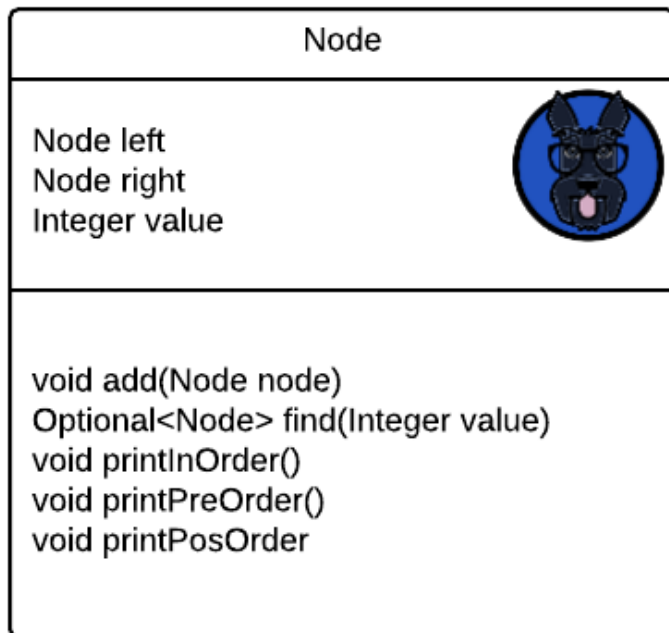 Node
Node left
Node right
Integer value
void add(Node node)
Optional<Node> find(Integer value)
void printInOrder()
void printPreOrder()
void printPosOrder